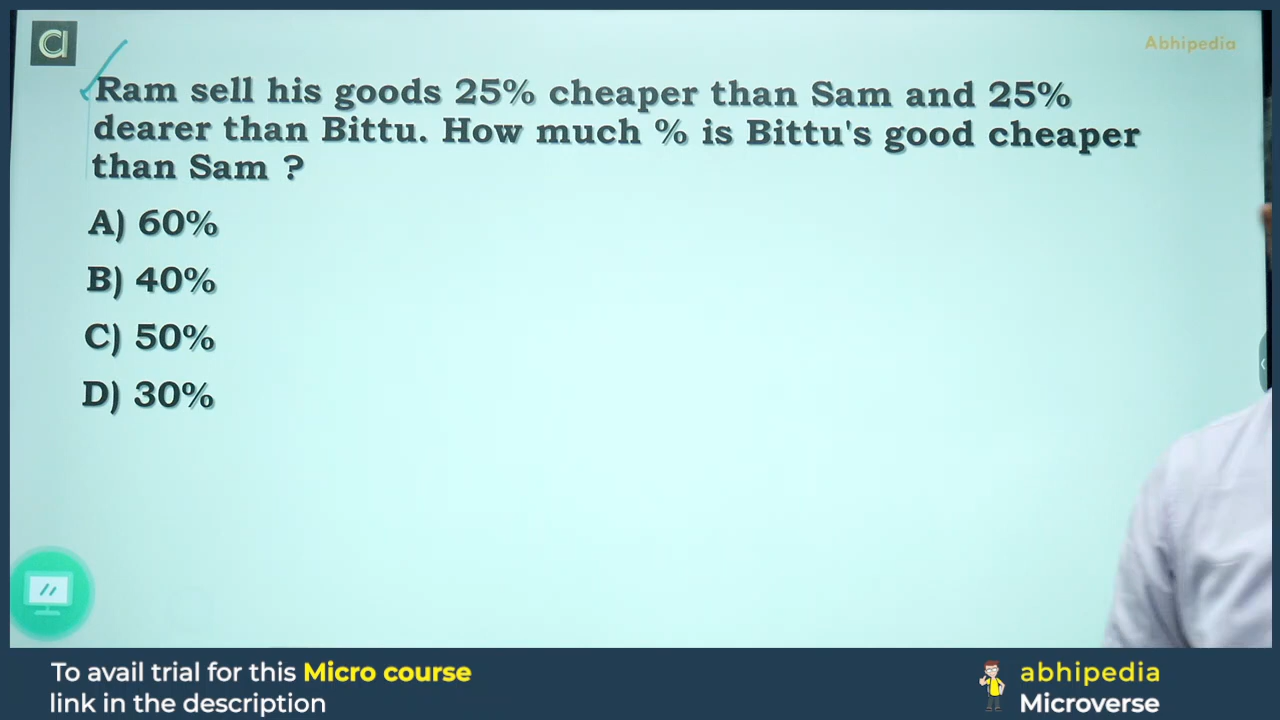 Abhipedia
Ram sell his goods 25% cheaper than Sam and 25%
dearer than Bittu. How much % is Bittu's good cheaper
than Sam ?
A) 60%
B) 40%
C) 50%
D) 30%
To avail trial for this Micro course
link in the description
abhipedia
Microverse